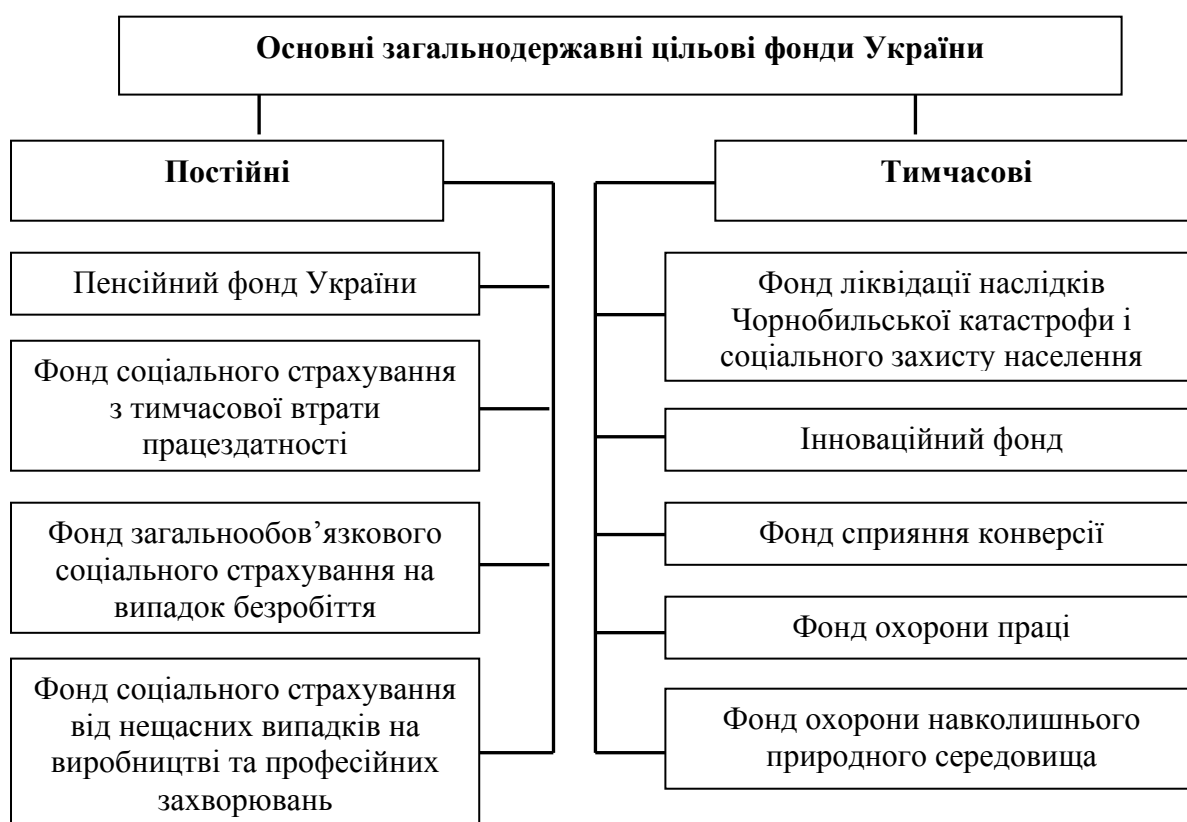 Основні загальнодержавні цільові фонди України
Постійні
Пенсійний фонд України
Фонд соціального страхування
з тимчасової втрати
працездатності
Фонд загальнообов’язкового
соціального страхування на
випадок безробіття
Фонд соціального страхування
від нещасних випадків на
виробництві та професійних
захворювань
Тимчасові
Фонд ліквідації наслідків
Чорнобильської катастрофи і
соціального захисту населення
Інноваційний фонд
Фонд сприяння конверсії
Фонд охорони праці
Фонд охорони навколишнього
природного середовища